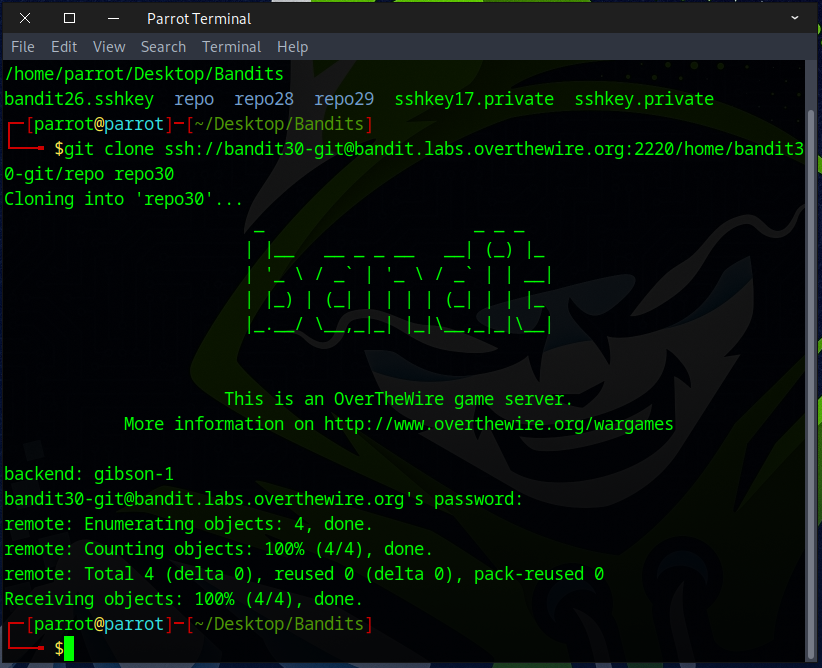 Parrot Terminal
File Edit View Search Terminal Help
/home/parrot/Desktop/Bandits
bandit26.sshkey  repo  repo28  repo29  sshkey17.private  sshkey.private
┌─[parrot@parrot]─[~/Desktop/Bandits]
└──╼ $git clone ssh://bandit30-git@bandit.labs.overthewire.org:2220/home/bandit3
0-git/repo repo30
Cloning into 'repo30'...
                         _                     _ _ _
                        | |__   __ _ _ __   __| (_) |_
                        | '_ \ / _` | '_ \ / _` | | __|
                        | |_) | (_| | | | | (_| | | |_
                        |_.__/ \__,_|_| |_|\__,_|_|\__|
This is an OverTheWire game server.
More information on http://www.overthewire.org/wargames
backend: gibson-1
bandit30-git@bandit.labs.overthewire.org's password:
remote: Enumerating objects: 4, done.
remote: Counting objects: 100% (4/4), done.
remote: Total 4 (delta 0), reused 0 (delta 0), pack-reused 0
Receiving objects: 100% (4/4), done.
┌─[parrot@parrot]─[~/Desktop/Bandits]
└──╼ $